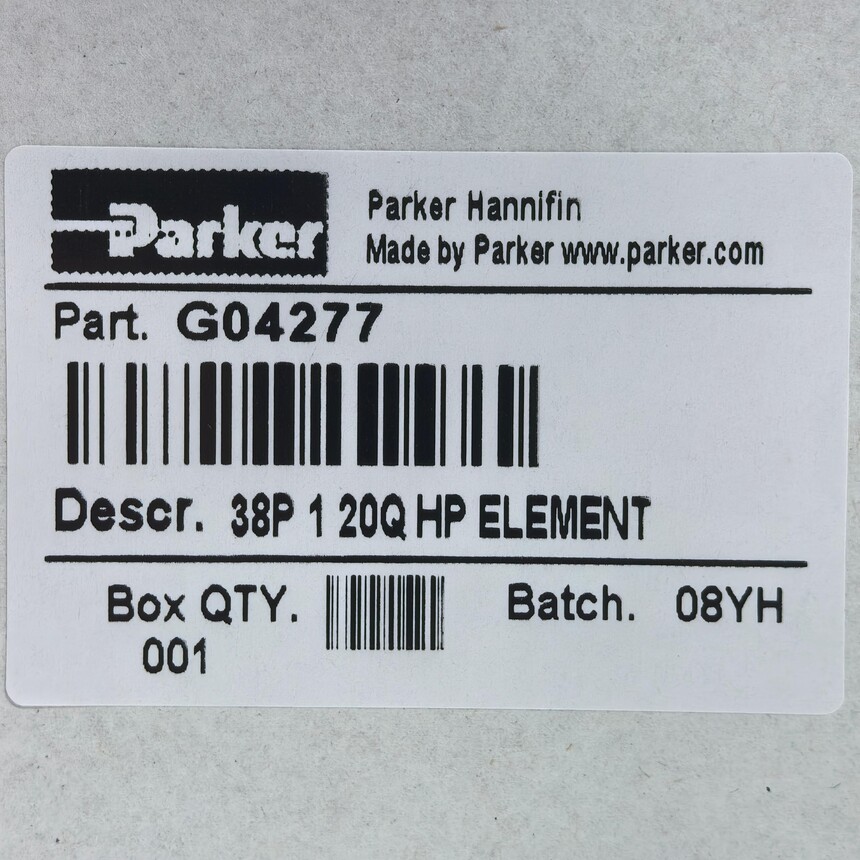 Parker
Parker Hannifin
Made by Parker www.parker.com
Part. G04277
Descr. 38P 1 20Q HP ELEMENT
Box QTY. Batch. 08YH
001